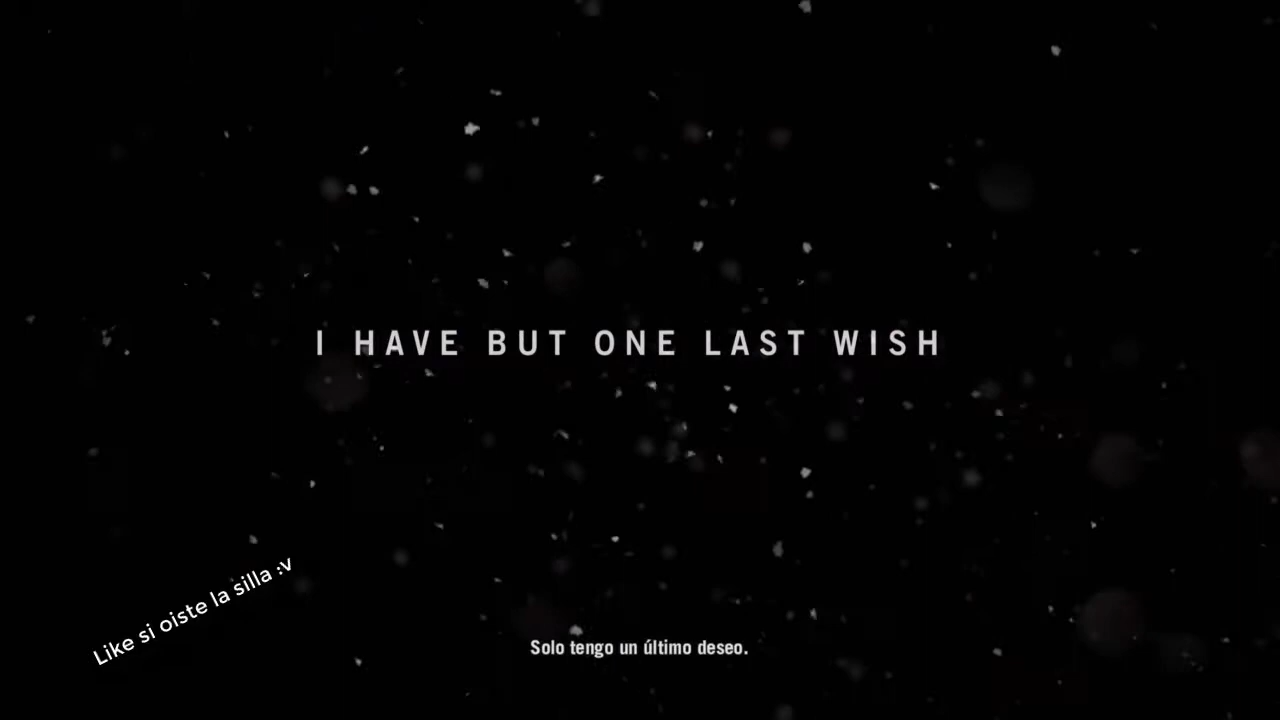 I HAVE BUT ONE LAST WISH
Like si oiste la silla :v
Solo tengo un último deseo.